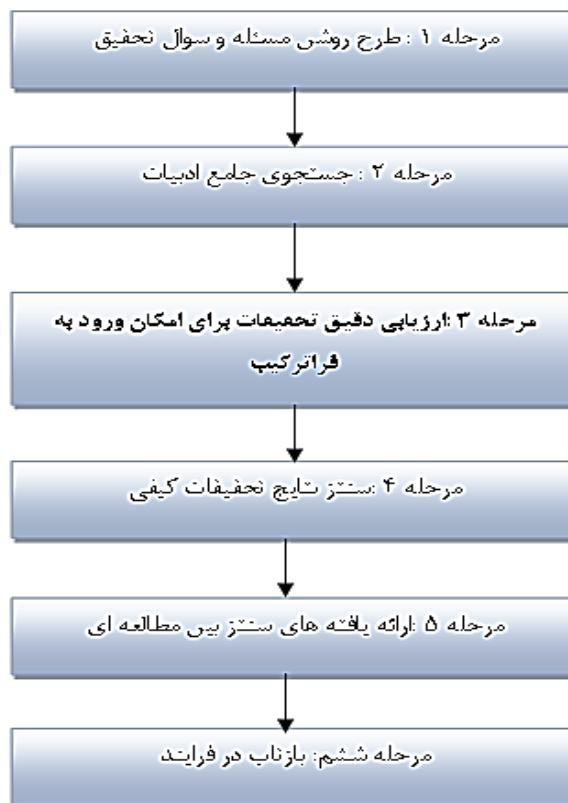 مرحله ۱ : طرح روشی مسئله و سوال تحقیق
مرحله ۲ : جستجوی جامع ادبیات
مرحله ۳ :ارزیابی دقیق تحقیقات برای امکان ورود به
فراترکیب
مرحله ۴ :سنتز نتایج تحقیقات کیفی
مرحله ۵ :ارائه یافته های سنتز بین مطالعه ای
مرحله ششم: بازتاب در فرایند